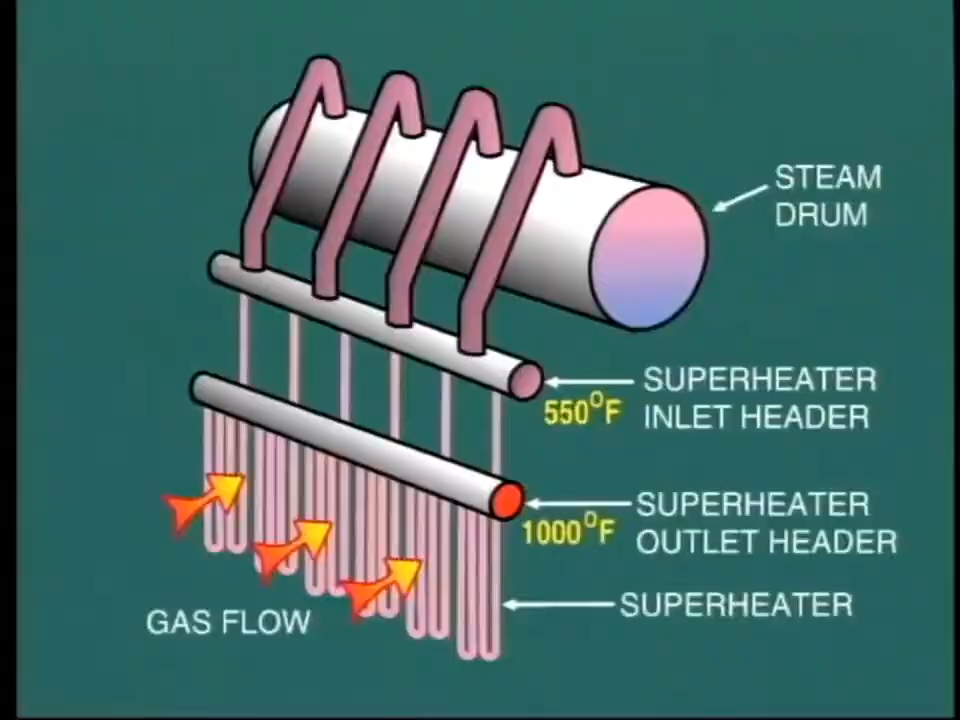 STEAM
DRUM
SUPERHEATER
550°F
INLET HEADER
SUPERHEATER
1000°F
OUTLET HEADER
SUPERHEATER
GAS FLOW